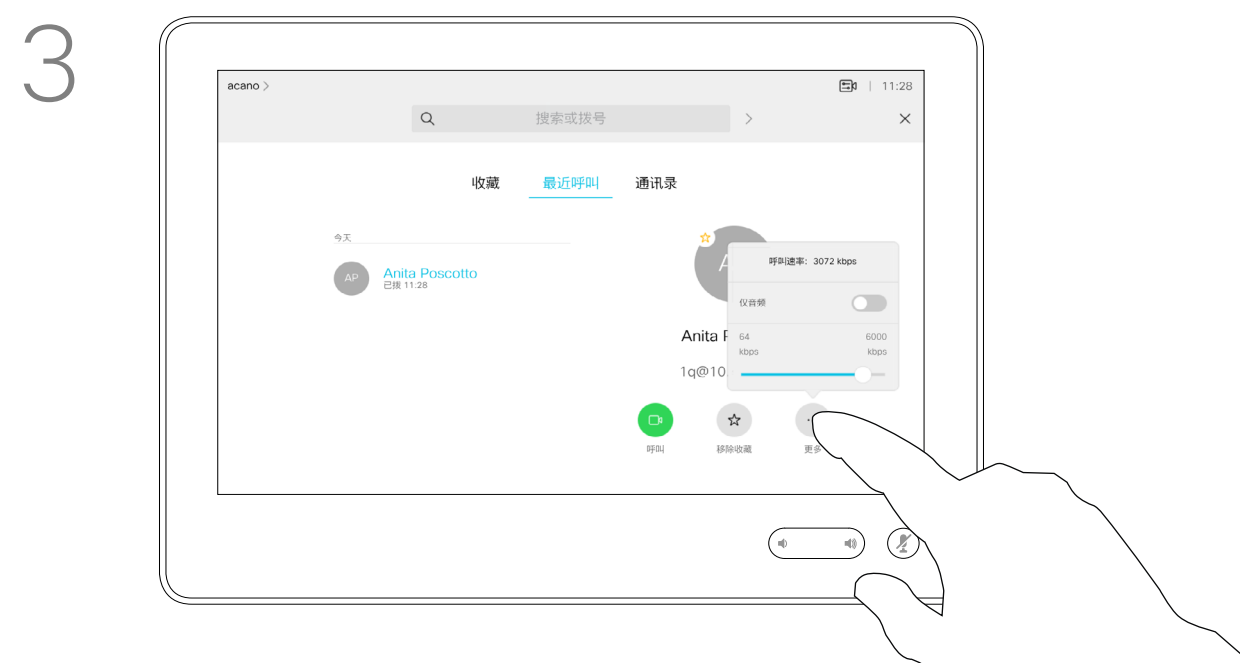 3
acano >
11:28
搜索或拨号
收藏 最近呼叫 通讯录
今天
AP
Anita Poscotto
已拨 11:28
呼叫速率: 3072 kbps
仅音频
64 kbps
6000 kbps
Anita
1q@10
呼叫
移除收藏
更多